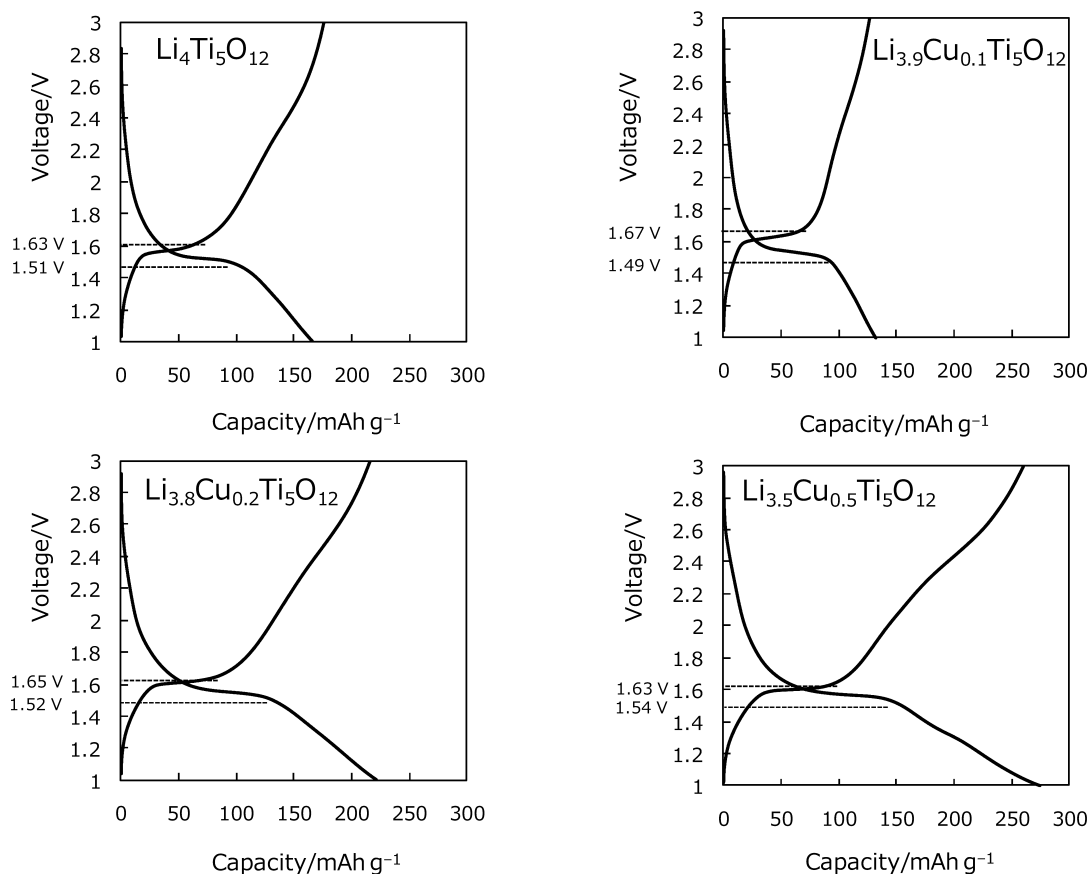 Li4Ti5O12
Voltage/V
3
2.8
2.6
2.4
2.2
2
1.8
1.6
1.4
1.2
1
1.63 V
1.51 V
0 50 100 150 200 250 300
Capacity/mAh g–1
Li3.9Cu0.1Ti5O12
Voltage/V
3
2.8
2.6
2.4
2.2
2
1.8
1.6
1.4
1.2
1
1.67 V
1.49 V
0 50 100 150 200 250 300
Capacity/mAh g–1
Li3.8Cu0.2Ti5O12
Voltage/V
3
2.8
2.6
2.4
2.2
2
1.8
1.6
1.4
1.2
1
1.65 V
1.52 V
0 50 100 150 200 250 300
Capacity/mAh g–1
Li3.5Cu0.5Ti5O12
Voltage/V
3
2.8
2.6
2.4
2.2
2
1.8
1.6
1.4
1.2
1
1.63 V
1.54 V
0 50 100 150 200 250 300
Capacity/mAh g–1